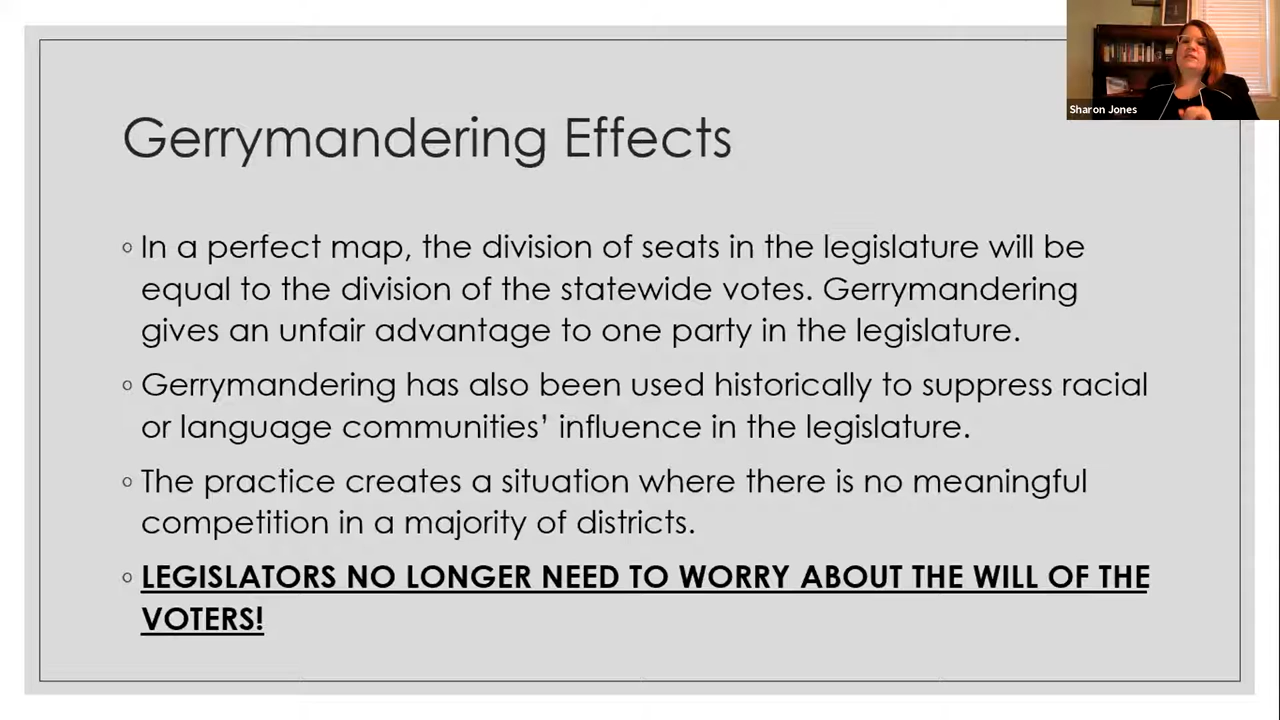 Sharon Jones
Gerrymandering Effects
◦ In a perfect map, the division of seats in the legislature will be
equal to the division of the statewide votes. Gerrymandering
gives an unfair advantage to one party in the legislature.
◦ Gerrymandering has also been used historically to suppress racial
or language communities’ influence in the legislature.
◦ The practice creates a situation where there is no meaningful
competition in a majority of districts.
◦ LEGISLATORS NO LONGER NEED TO WORRY ABOUT THE WILL OF THE
VOTERS!